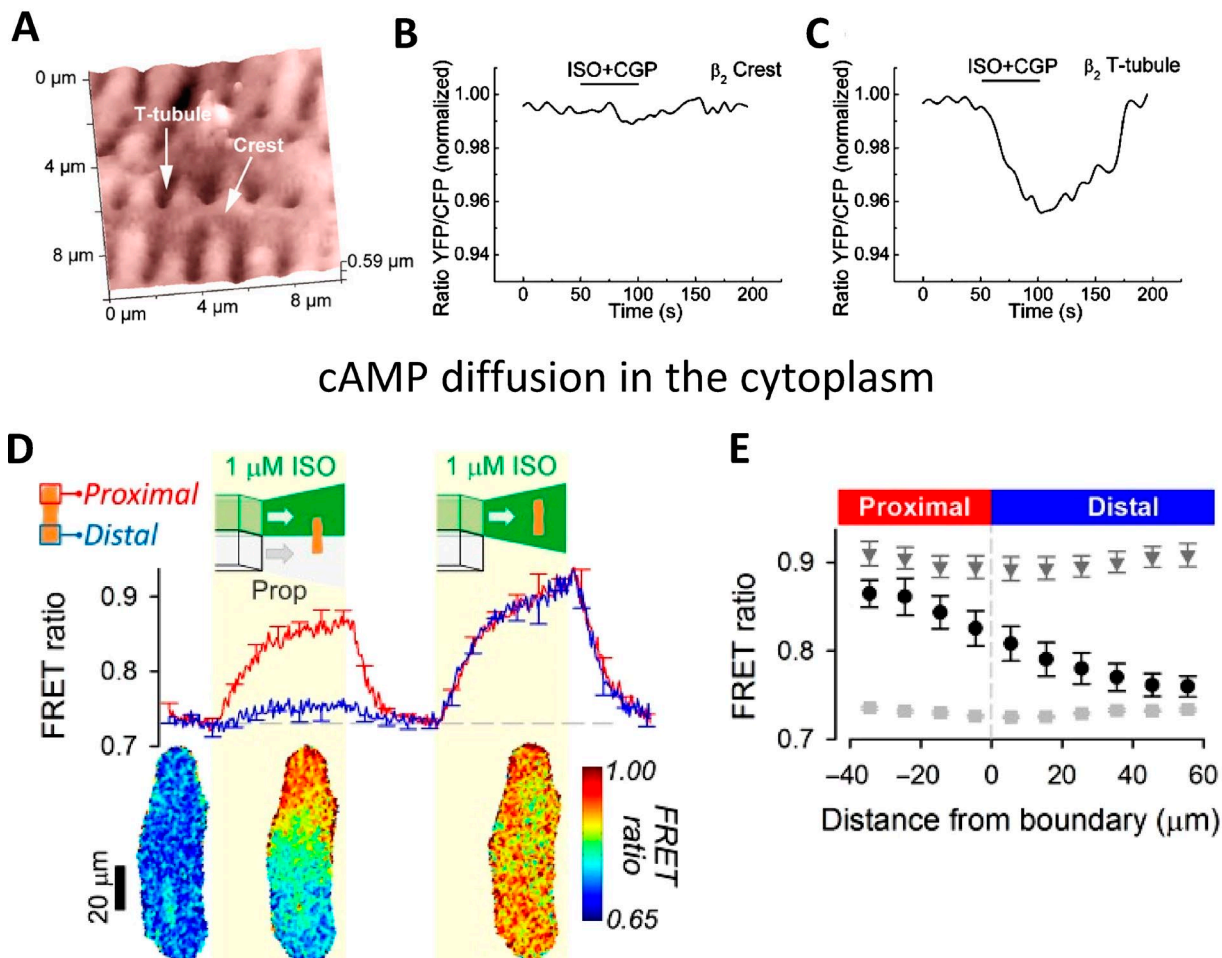 A
0 µm
T-tubule
Crest
4 µm
8 µm
-0.59 µm
0 µm
4 µm
8 µm
B
ISO+CGP
β2 Crest
Ratio YFP/CFP (normalized)
1.00
0.98
0.96
0.94
0 50 100 150 200
Time (s)
C
ISO+CGP
β2 T-tubule
Ratio YFP/CFP (normalized)
1.00
0.98
0.96
0.94
0 50 100 150 200
Time (s)
cAMP diffusion in the cytoplasm
D
1 µM ISO
1 µM ISO
Proximal
Distal
Prop
FRET ratio
0.9
0.8
0.7
20 µm
1.00
0.65
FRET
ratio
E
Proximal
Distal
FRET ratio
0.9
0.8
0.7
–40 –20 0 20 40 60
Distance from boundary (µm)